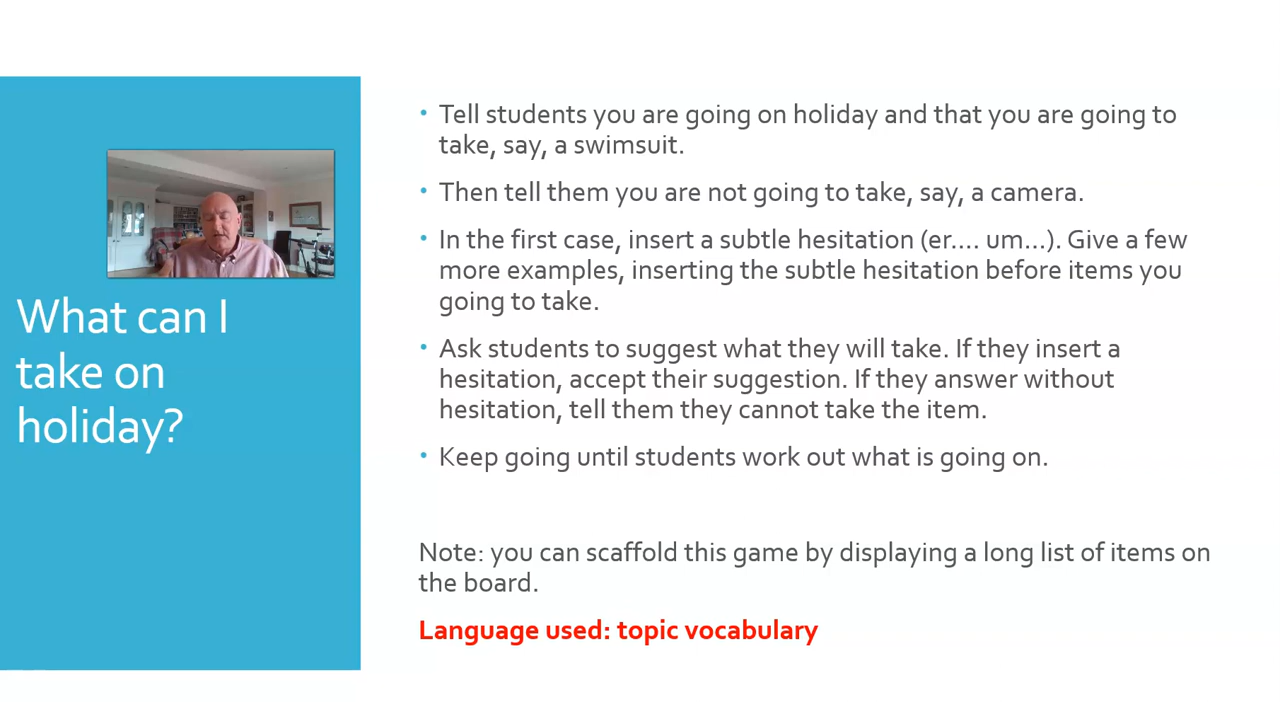 What can I
take on
holiday?
• Tell students you are going on holiday and that you are going to
take, say, a swimsuit.
• Then tell them you are not going to take, say, a camera.
• In the first case, insert a subtle hesitation (er.... um...). Give a few
more examples, inserting the subtle hesitation before items you
going to take.
• Ask students to suggest what they will take. If they insert a
hesitation, accept their suggestion. If they answer without
hesitation, tell them they cannot take the item.
• Keep going until students work out what is going on.
Note: you can scaffold this game by displaying a long list of items on
the board.
Language used: topic vocabulary